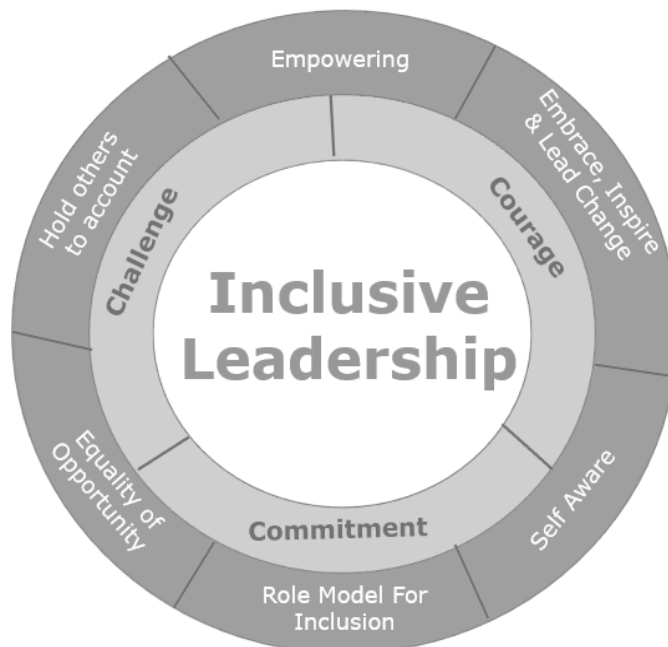 Empowering
Embrace, Inspire
& Lead Change
Hold others
to account
Challenge
Courage
Inclusive
Leadership
Equality of
Opportunity
Self Aware
Commitment
Role Model For
Inclusion